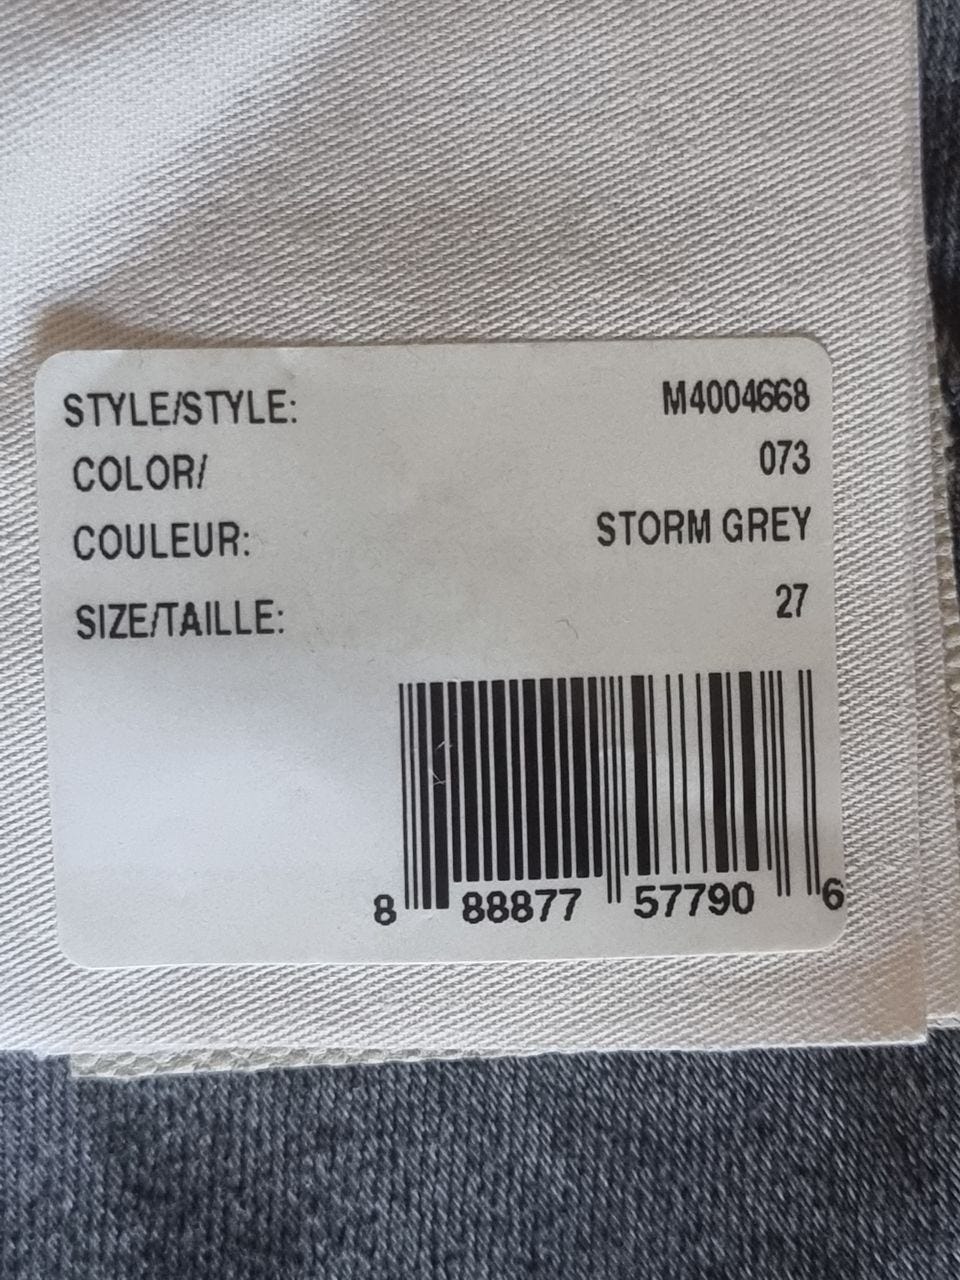 STYLE/STYLE: M4004668
COLOR/ 073
COULEUR: STORM GREY
SIZE/TAILLE: 27
8 88877 57790 6